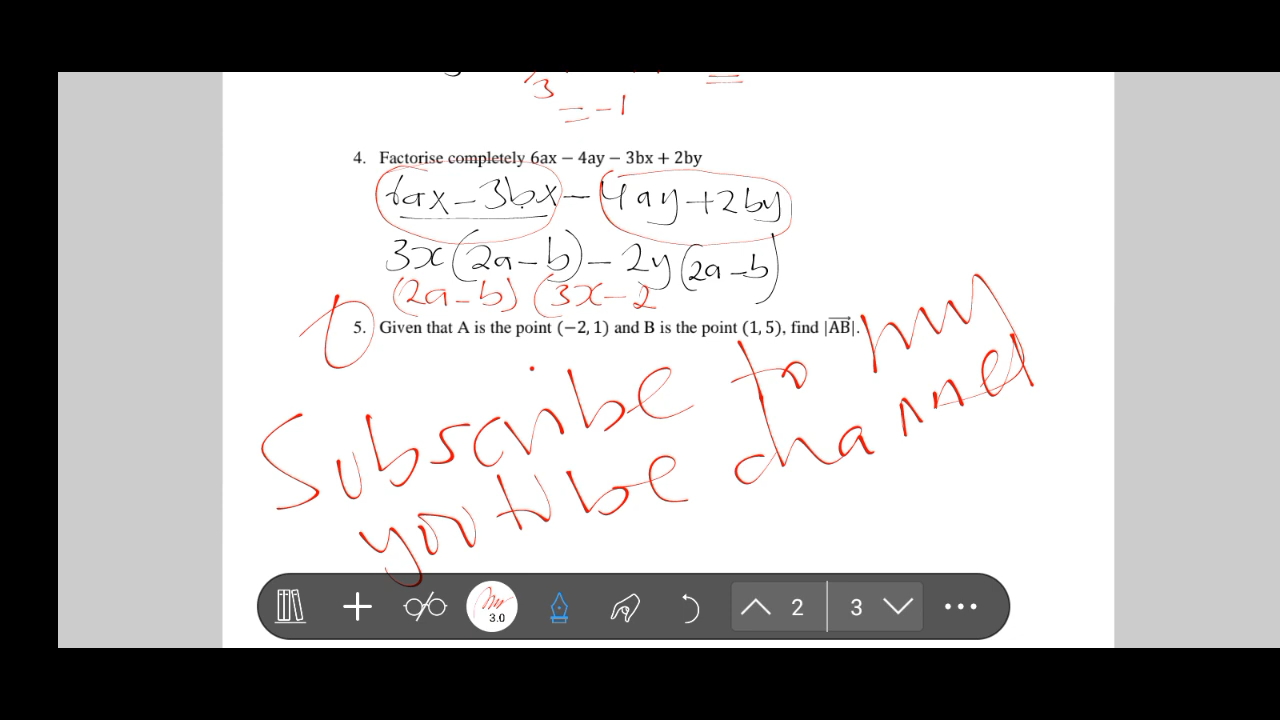 3
= -1
4. Factorise completely 6ax − 4ay − 3bx + 2by
6ax - 3bx - 4ay + 2by
3x(2a - b) - 2y(2a - b)
(2a - b) (3x - 2
5. Given that A is the point (−2, 1) and B is the point (1, 5), find |AB|.
Subscribe to my
youtube channel
3.0
2
3